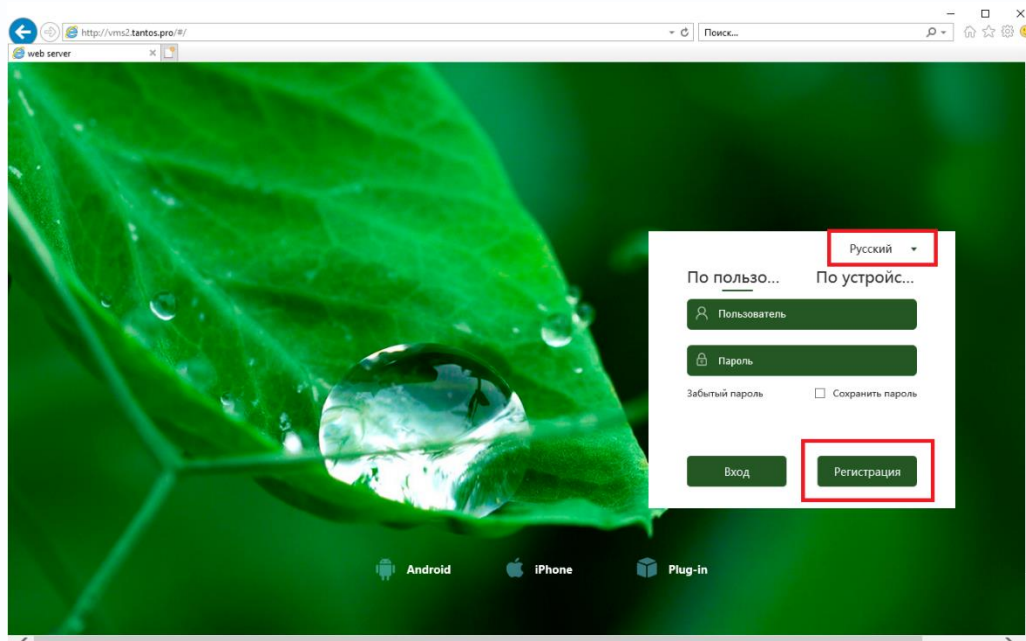 http://vms2.tantos.pro/#/
Поиск...
web server
Русский
По пользо... По устройс...
Пользователь
Пароль
Забытый пароль Сохранить пароль
Вход Регистрация
Android iPhone Plug-in